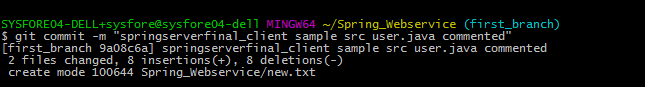 SYSFORE04-DELL+sysfore@sysfore04-dell MINGW64 ~/Spring_Webservice (first_branch)
$ git commit -m "springserverfinal_client sample src user.java commented"
[first_branch 9a08c6a] springserverfinal_client sample src user.java commented
2 files changed, 8 insertions(+), 8 deletions(-)
create mode 100644 Spring_Webservice/new.txt